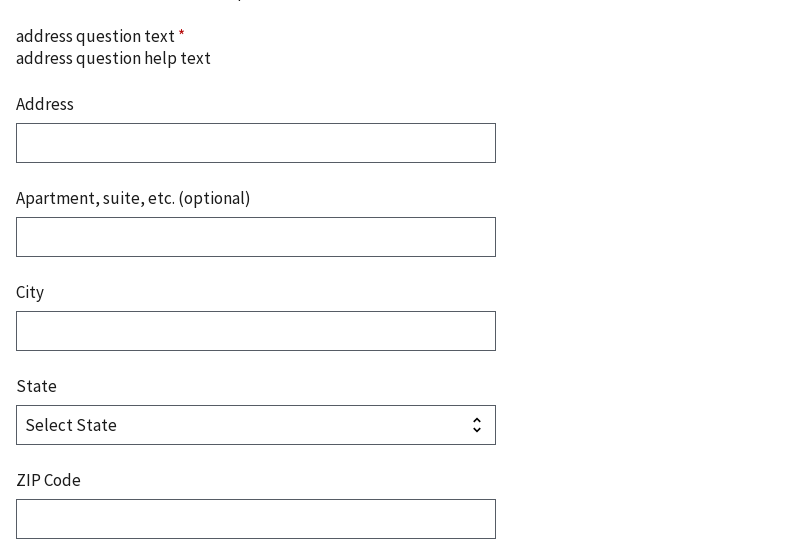 address question text *
address question help text
Address
Apartment, suite, etc. (optional)
City
State
Select State
ZIP Code